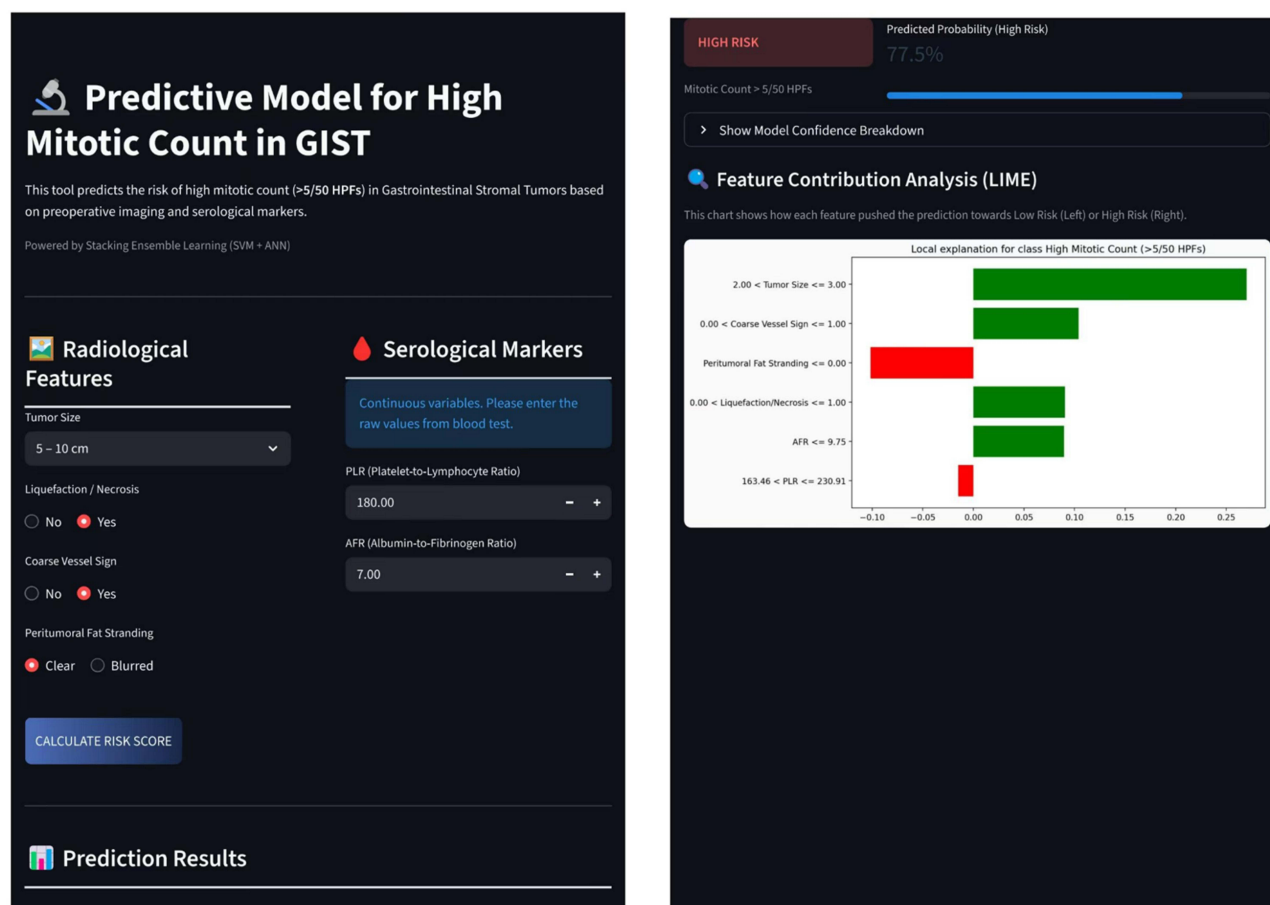 Predictive Model for High
Mitotic Count in GIST
This tool predicts the risk of high mitotic count (>5/50 HPFs) in Gastrointestinal Stromal Tumors based
on preoperative imaging and serological markers.
Powered by Stacking Ensemble Learning (SVM + ANN)
Radiological
Features
Tumor Size
5 – 10 cm
Liquefaction / Necrosis
No Yes
Coarse Vessel Sign
No Yes
Peritumoral Fat Stranding
Clear Blurred
CALCULATE RISK SCORE
Serological Markers
Continuous variables. Please enter the
raw values from blood test.
PLR (Platelet-to-Lymphocyte Ratio)
180.00 - +
AFR (Albumin-to-Fibrinogen Ratio)
7.00 - +
Prediction Results
HIGH RISK
Mitotic Count > 5/50 HPFs
Predicted Probability (High Risk)
77.5%
Show Model Confidence Breakdown
Feature Contribution Analysis (LIME)
This chart shows how each feature pushed the prediction towards Low Risk (Left) or High Risk (Right).
Local explanation for class High Mitotic Count (>5/50 HPFs)
2.00 < Tumor Size <= 3.00
0.00 < Coarse Vessel Sign <= 1.00
Peritumoral Fat Stranding <= 0.00
0.00 < Liquefaction/Necrosis <= 1.00
AFR <= 9.75
163.46 < PLR <= 230.91
−0.10 −0.05 0.00 0.05 0.10 0.15 0.20 0.25